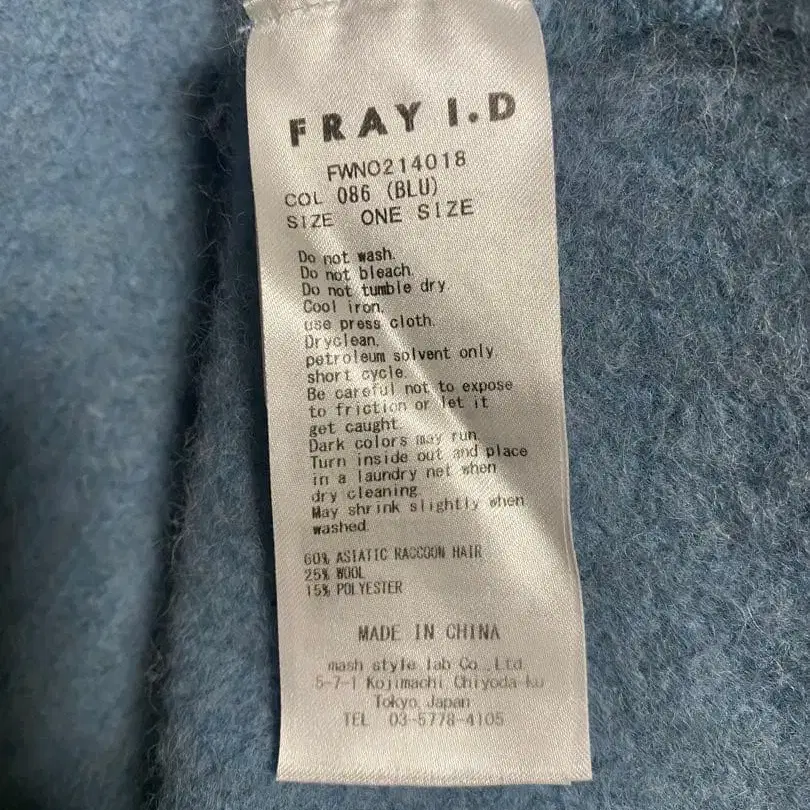 FRAY I.D
FWNO214018
COL 086 (BLU)
SIZE ONE SIZE
Do not wash.
Do not bleach.
Do not tumble dry.
Cool iron.
use press cloth.
Dryclean.
petroleum solvent only
short cycle.
Be careful not to expose
to friction or let it
get caught.
Dark colors may run.
Turn inside out and place
in a laundry net when
dry cleaning.
May shrink slightly when
washed.
60% ASIATIC RACCOON HAIR
25% WOOL
15% POLYESTER
MADE IN CHINA
mash style lab Co.,Ltd.
5-7-1 Kojimachi Chiyoda-ku
Tokyo, Japan
TEL 03-5778-4105